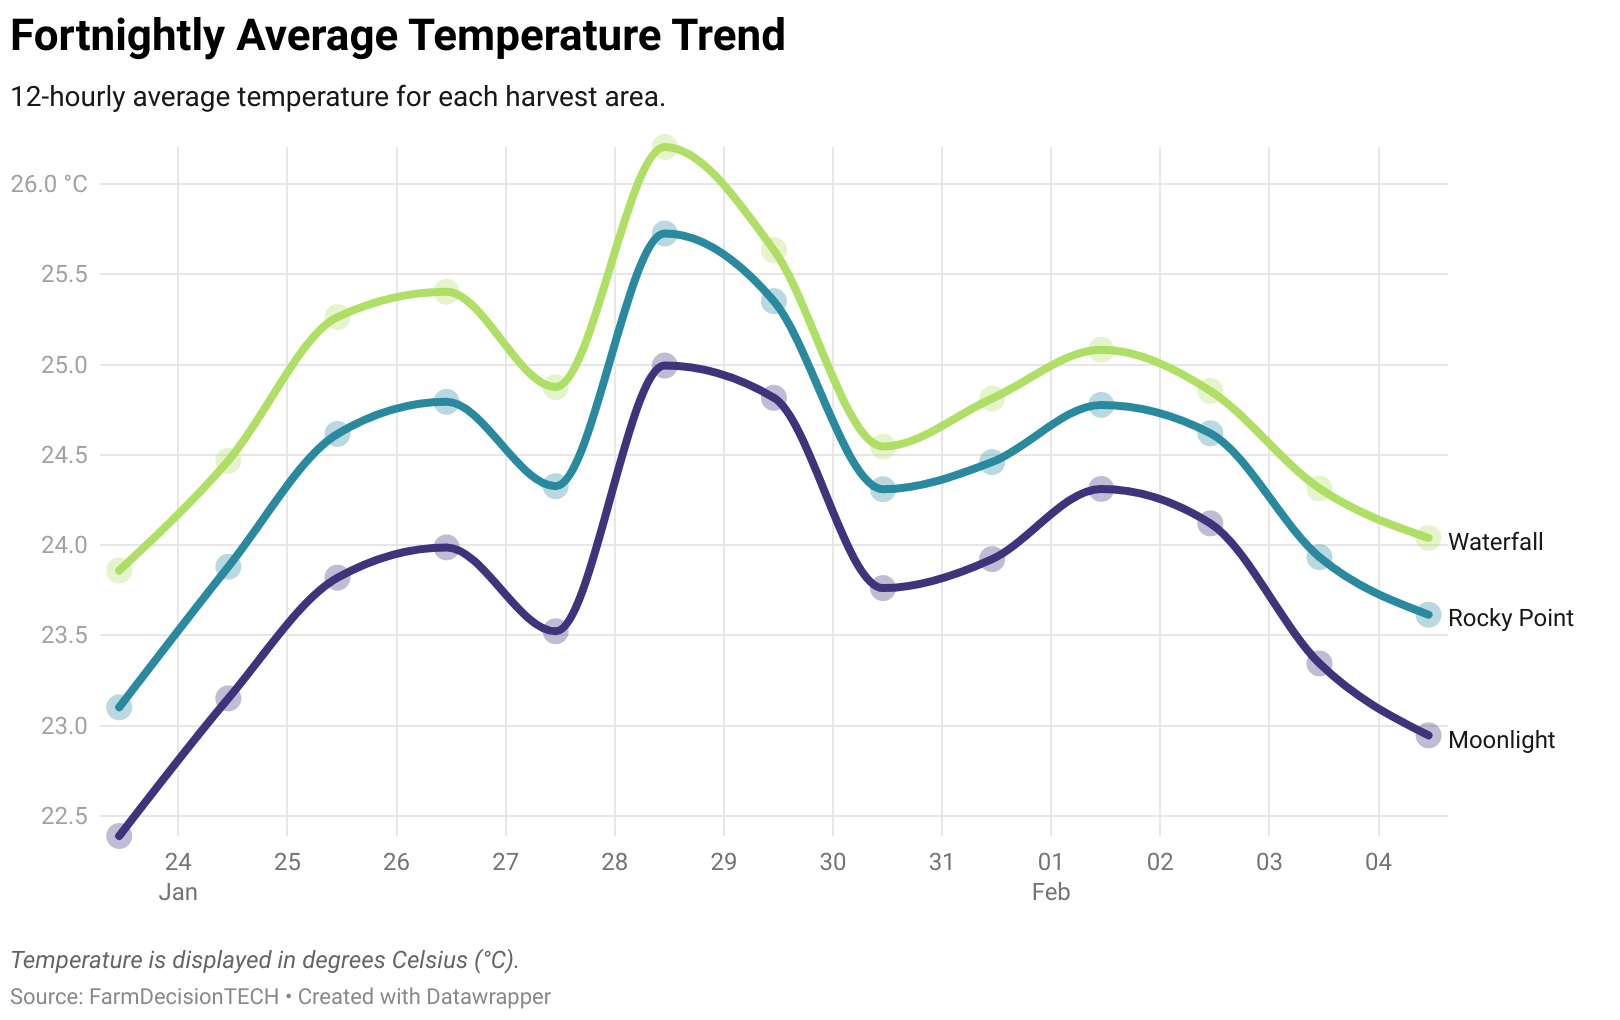 Fortnightly Average Temperature Trend
12-hourly average temperature for each harvest area.
26.0 °C
25.5
25.0
24.5
24.0
23.5
23.0
22.5
Waterfall
Rocky Point
Moonlight
24 25 26 27 28 29 30 31 01 02 03 04
Jan Feb
Temperature is displayed in degrees Celsius (°C).
Source: FarmDecisionTECH • Created with Datawrapper